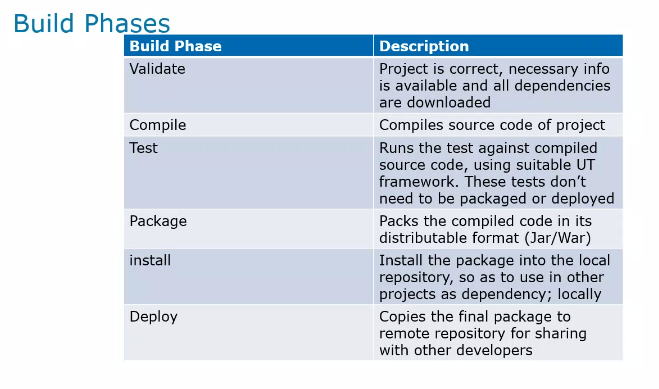 Build Phases
Build Phase Description
Validate Project is correct, necessary info
is available and all dependencies
are downloaded
Compile Compiles source code of project
Test Runs the test against compiled
source code, using suitable UT
framework. These tests don’t
need to be packaged or deployed
Package Packs the compiled code in its
distributable format (Jar/War)
install Install the package into the local
repository, so as to use in other
projects as dependency; locally
Deploy Copies the final package to
remote repository for sharing
with other developers